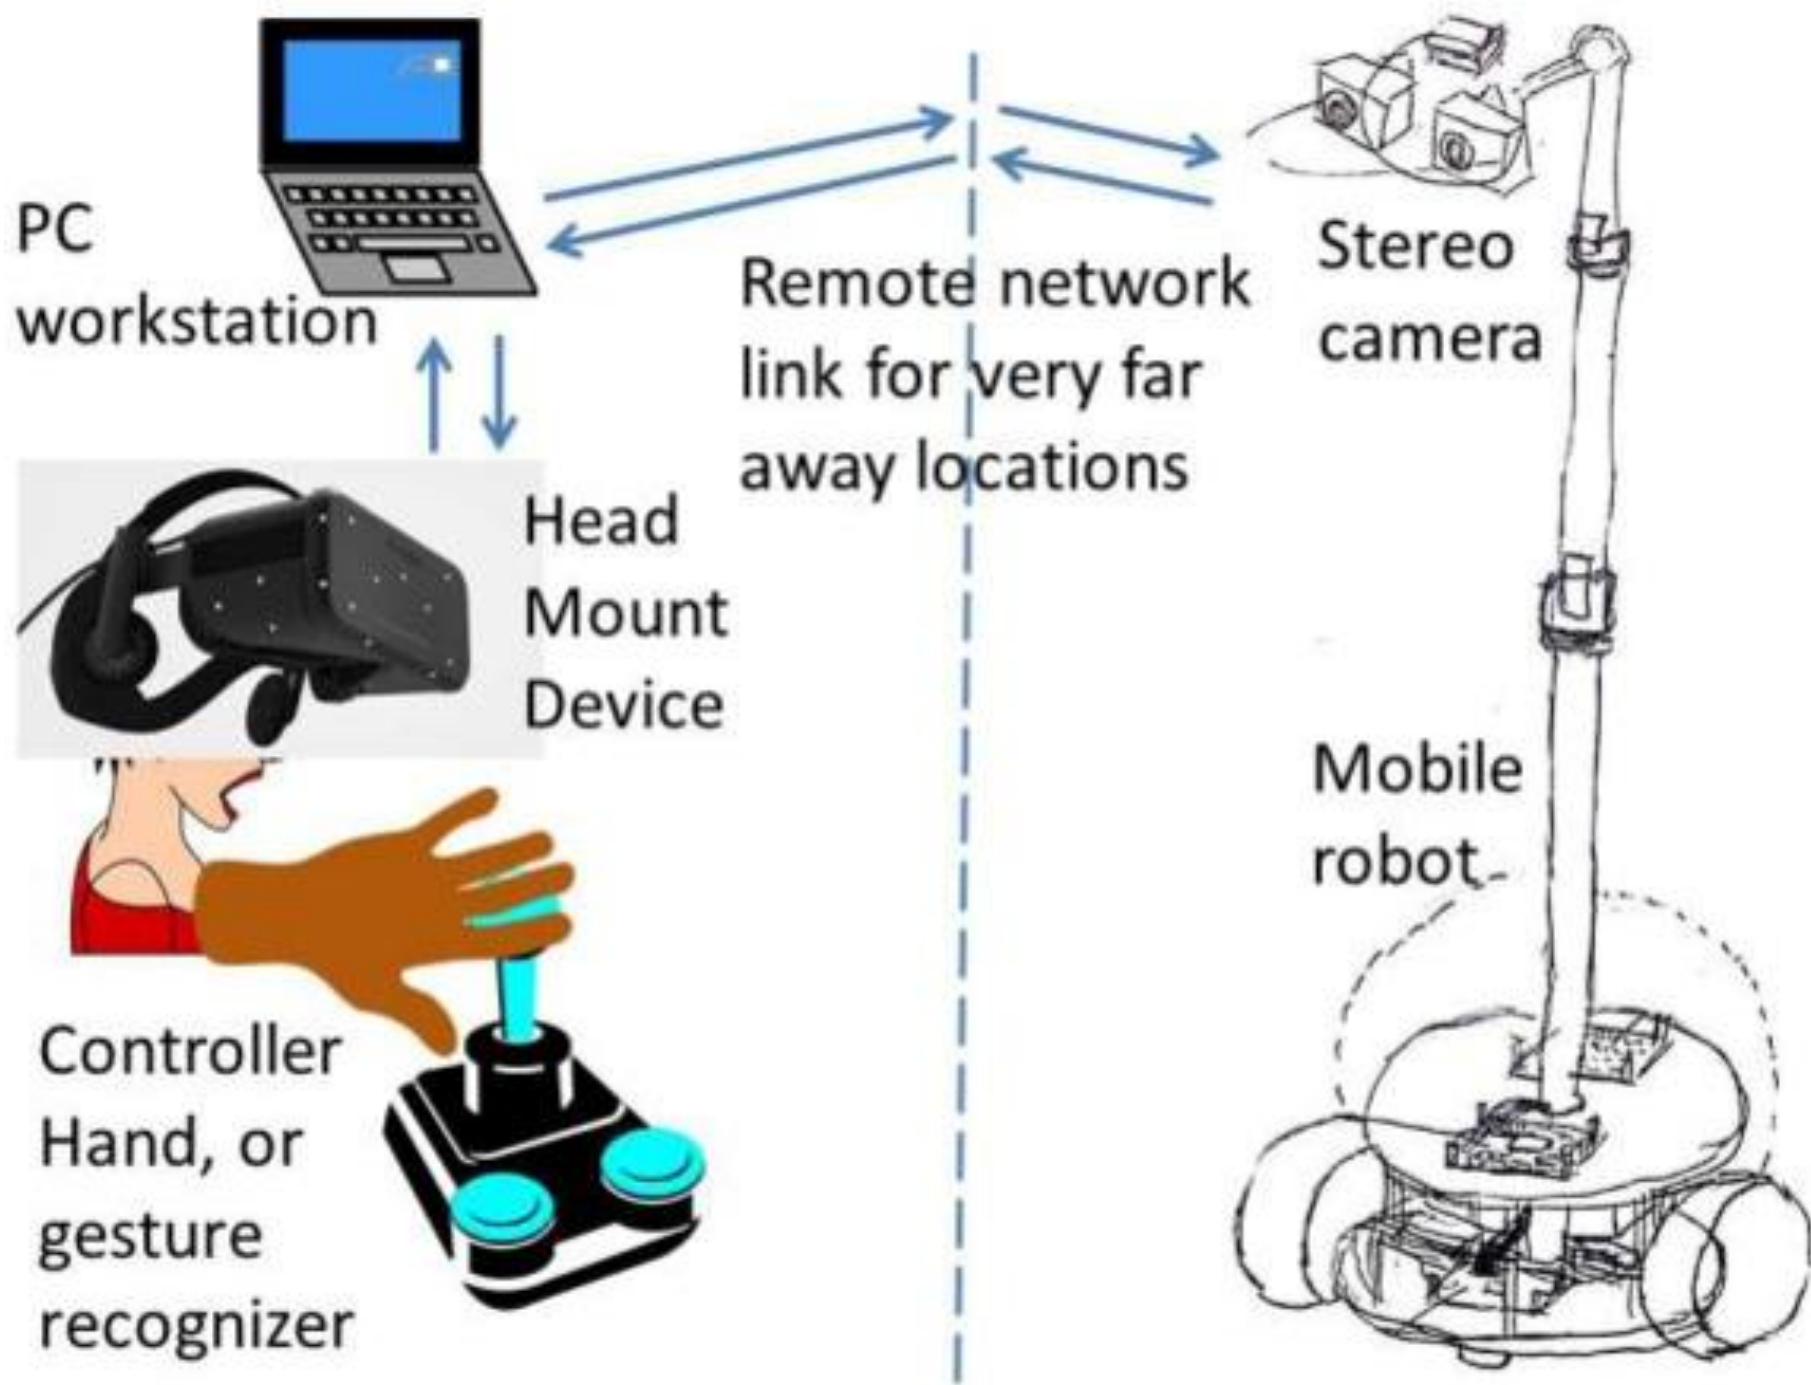 PC
workstation
Remote network
link for very far
away locations
Stereo
camera
Head
Mount
Device
Mobile
robot
Controller
Hand, or
gesture
recognizer